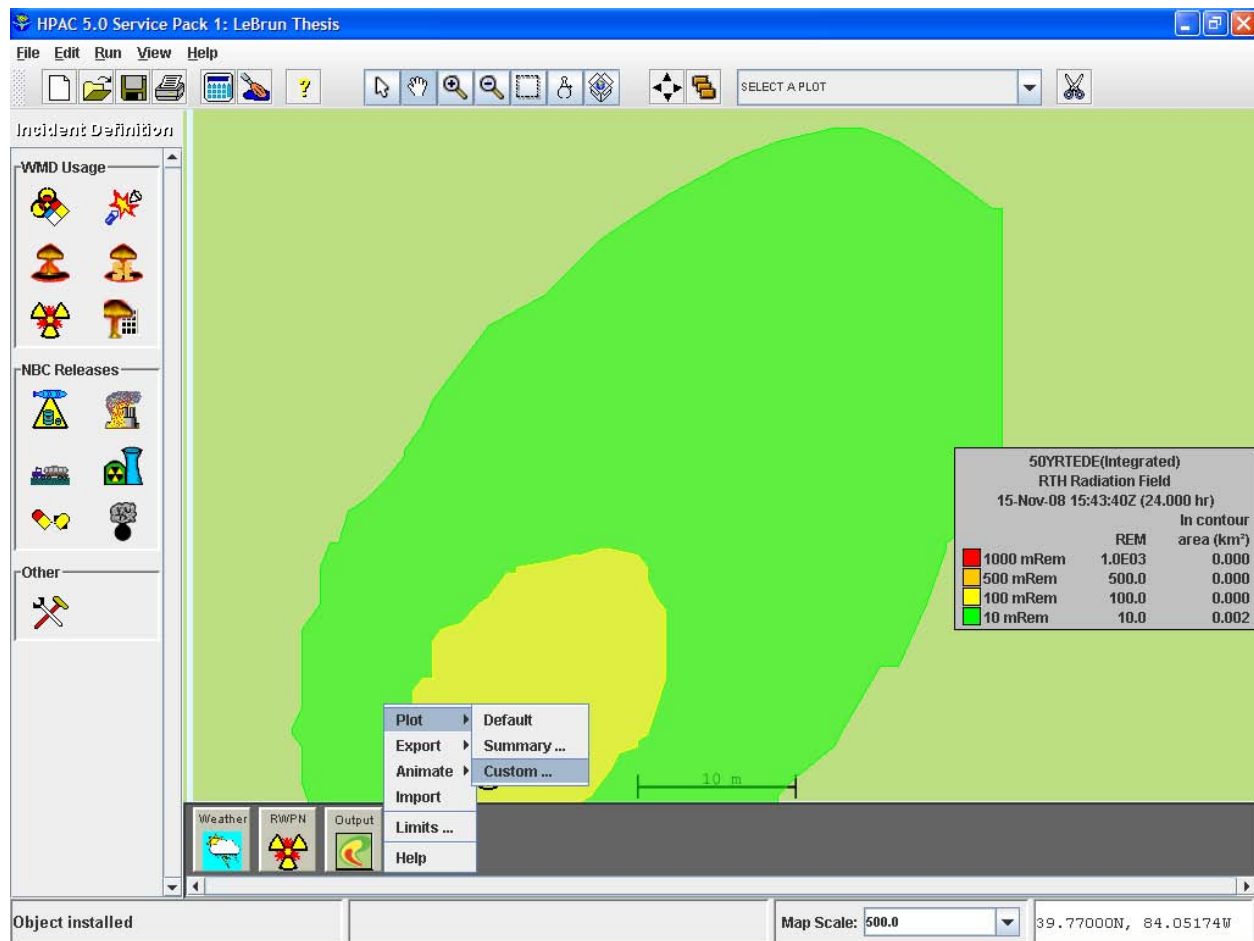 HPAC 5.0 Service Pack 1: LeBrun Thesis
File Edit Run View Help
?
SELECT A PLOT
Incident Definition
WMD Usage
NBC Releases
Other
50YRTEDE(Integrated)
RTH Radiation Field
15-Nov-08 15:43:40Z (24.000 hr)
In contour
REM area (km²)
1000 mRem 1.0E03 0.000
500 mRem 500.0 0.000
100 mRem 100.0 0.000
10 mRem 10.0 0.002
Plot Default
Export Summary ...
Animate Custom ...
Import
Limits ...
Help
10 m
Weather RWPN Output
Object installed
Map Scale: 500.0
39.77000N, 84.05174W